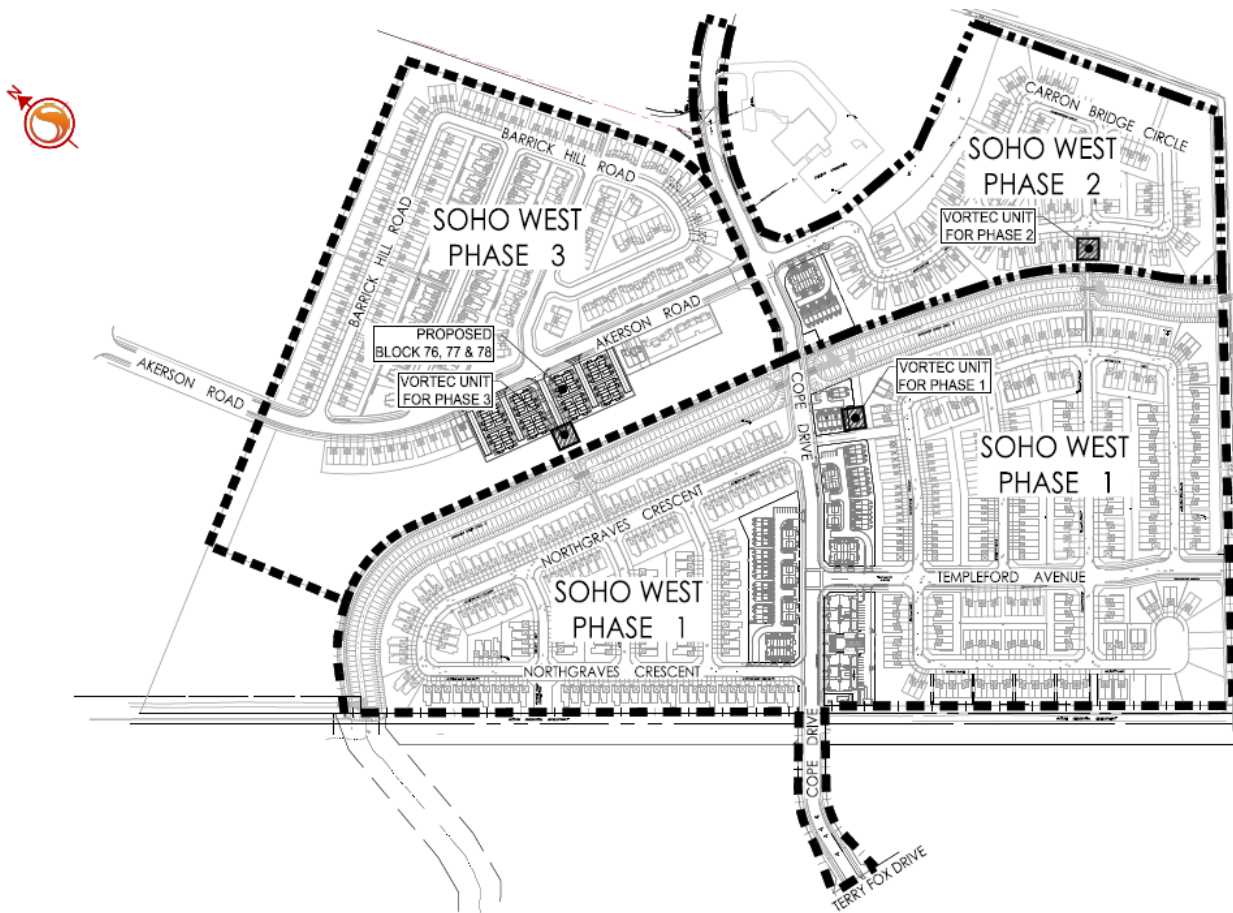 N
CARRON BRIDGE CIRCLE
SOHO WEST
PHASE 2
BARRICK HILL ROAD
SOHO WEST
PHASE 3
VORTEC UNIT
FOR PHASE 2
BARRICK HILL ROAD
AKERSON ROAD
PROPOSED
BLOCK 76, 77 & 78
AKERSON ROAD
VORTEC UNIT
FOR PHASE 3
VORTEC UNIT
FOR PHASE 1
COPE DRIVE
SOHO WEST
PHASE 1
NORTHGRAVES CRESCENT
TEMPLEFORD AVENUE
SOHO WEST
PHASE 1
NORTHGRAVES CRESCENT
COPE DRIVE
TERRY FOX DRIVE